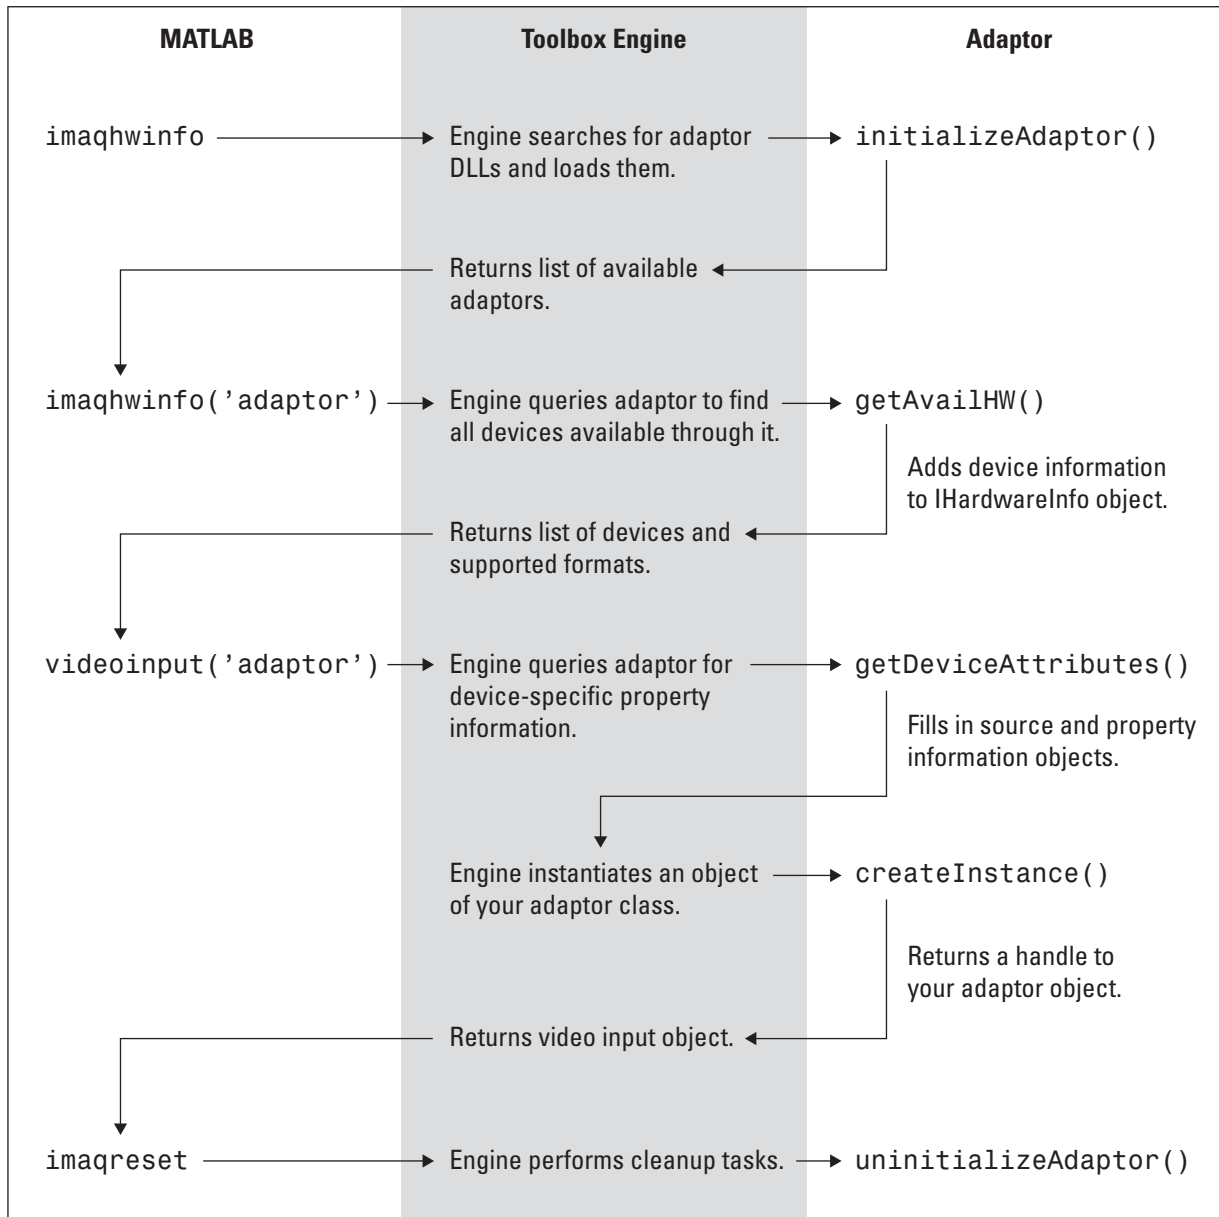 MATLAB
Toolbox Engine
Adaptor
imaqhwinfo
Engine searches for adaptor
DLLs and loads them.
initializeAdaptor()
Returns list of available
adaptors.
imaqhwinfo(’adaptor’)
Engine queries adaptor to find
all devices available through it.
getAvailHW()
Adds device information
to IHardwareInfo object.
Returns list of devices and
supported formats.
videoinput(’adaptor’)
Engine queries adaptor for
device-specific property
information.
getDeviceAttributes()
Fills in source and property
information objects.
Engine instantiates an object
of your adaptor class.
createInstance()
Returns a handle to
your adaptor object.
Returns video input object.
imaqreset
Engine performs cleanup tasks.
uninitializeAdaptor()